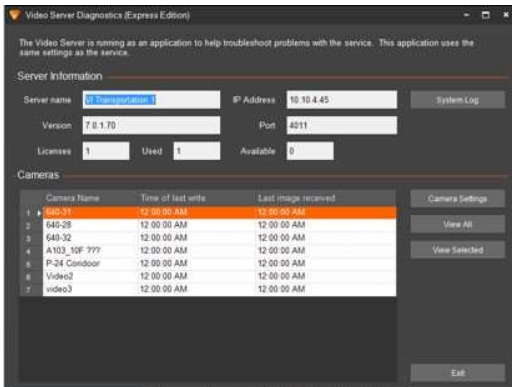 Video Server Diagnostics (Express Edition)
The Video Server is running as an application to help troubleshoot problems with the service. This application uses the
same settings as the service.
Server Information
Server name VI Transportation 1 IP Address 10.10.4.45 System Log
Version 7.0.1.70 Port 4011
Licenses 1 Used 1 Available 0
Cameras
Camera Name Time of last write Last image received Camera Settings
1 640-31 12:00:00 AM 12:00:00 AM
2 640-28 12:00:00 AM 12:00:00 AM View All
3 640-32 12:00:00 AM 12:00:00 AM
4 A103_10F ??? 12:00:00 AM 12:00:00 AM View Selected
5 P-24 Corridoor 12:00:00 AM 12:00:00 AM
6 Video2 12:00:00 AM 12:00:00 AM
7 video3 12:00:00 AM 12:00:00 AM
Exit